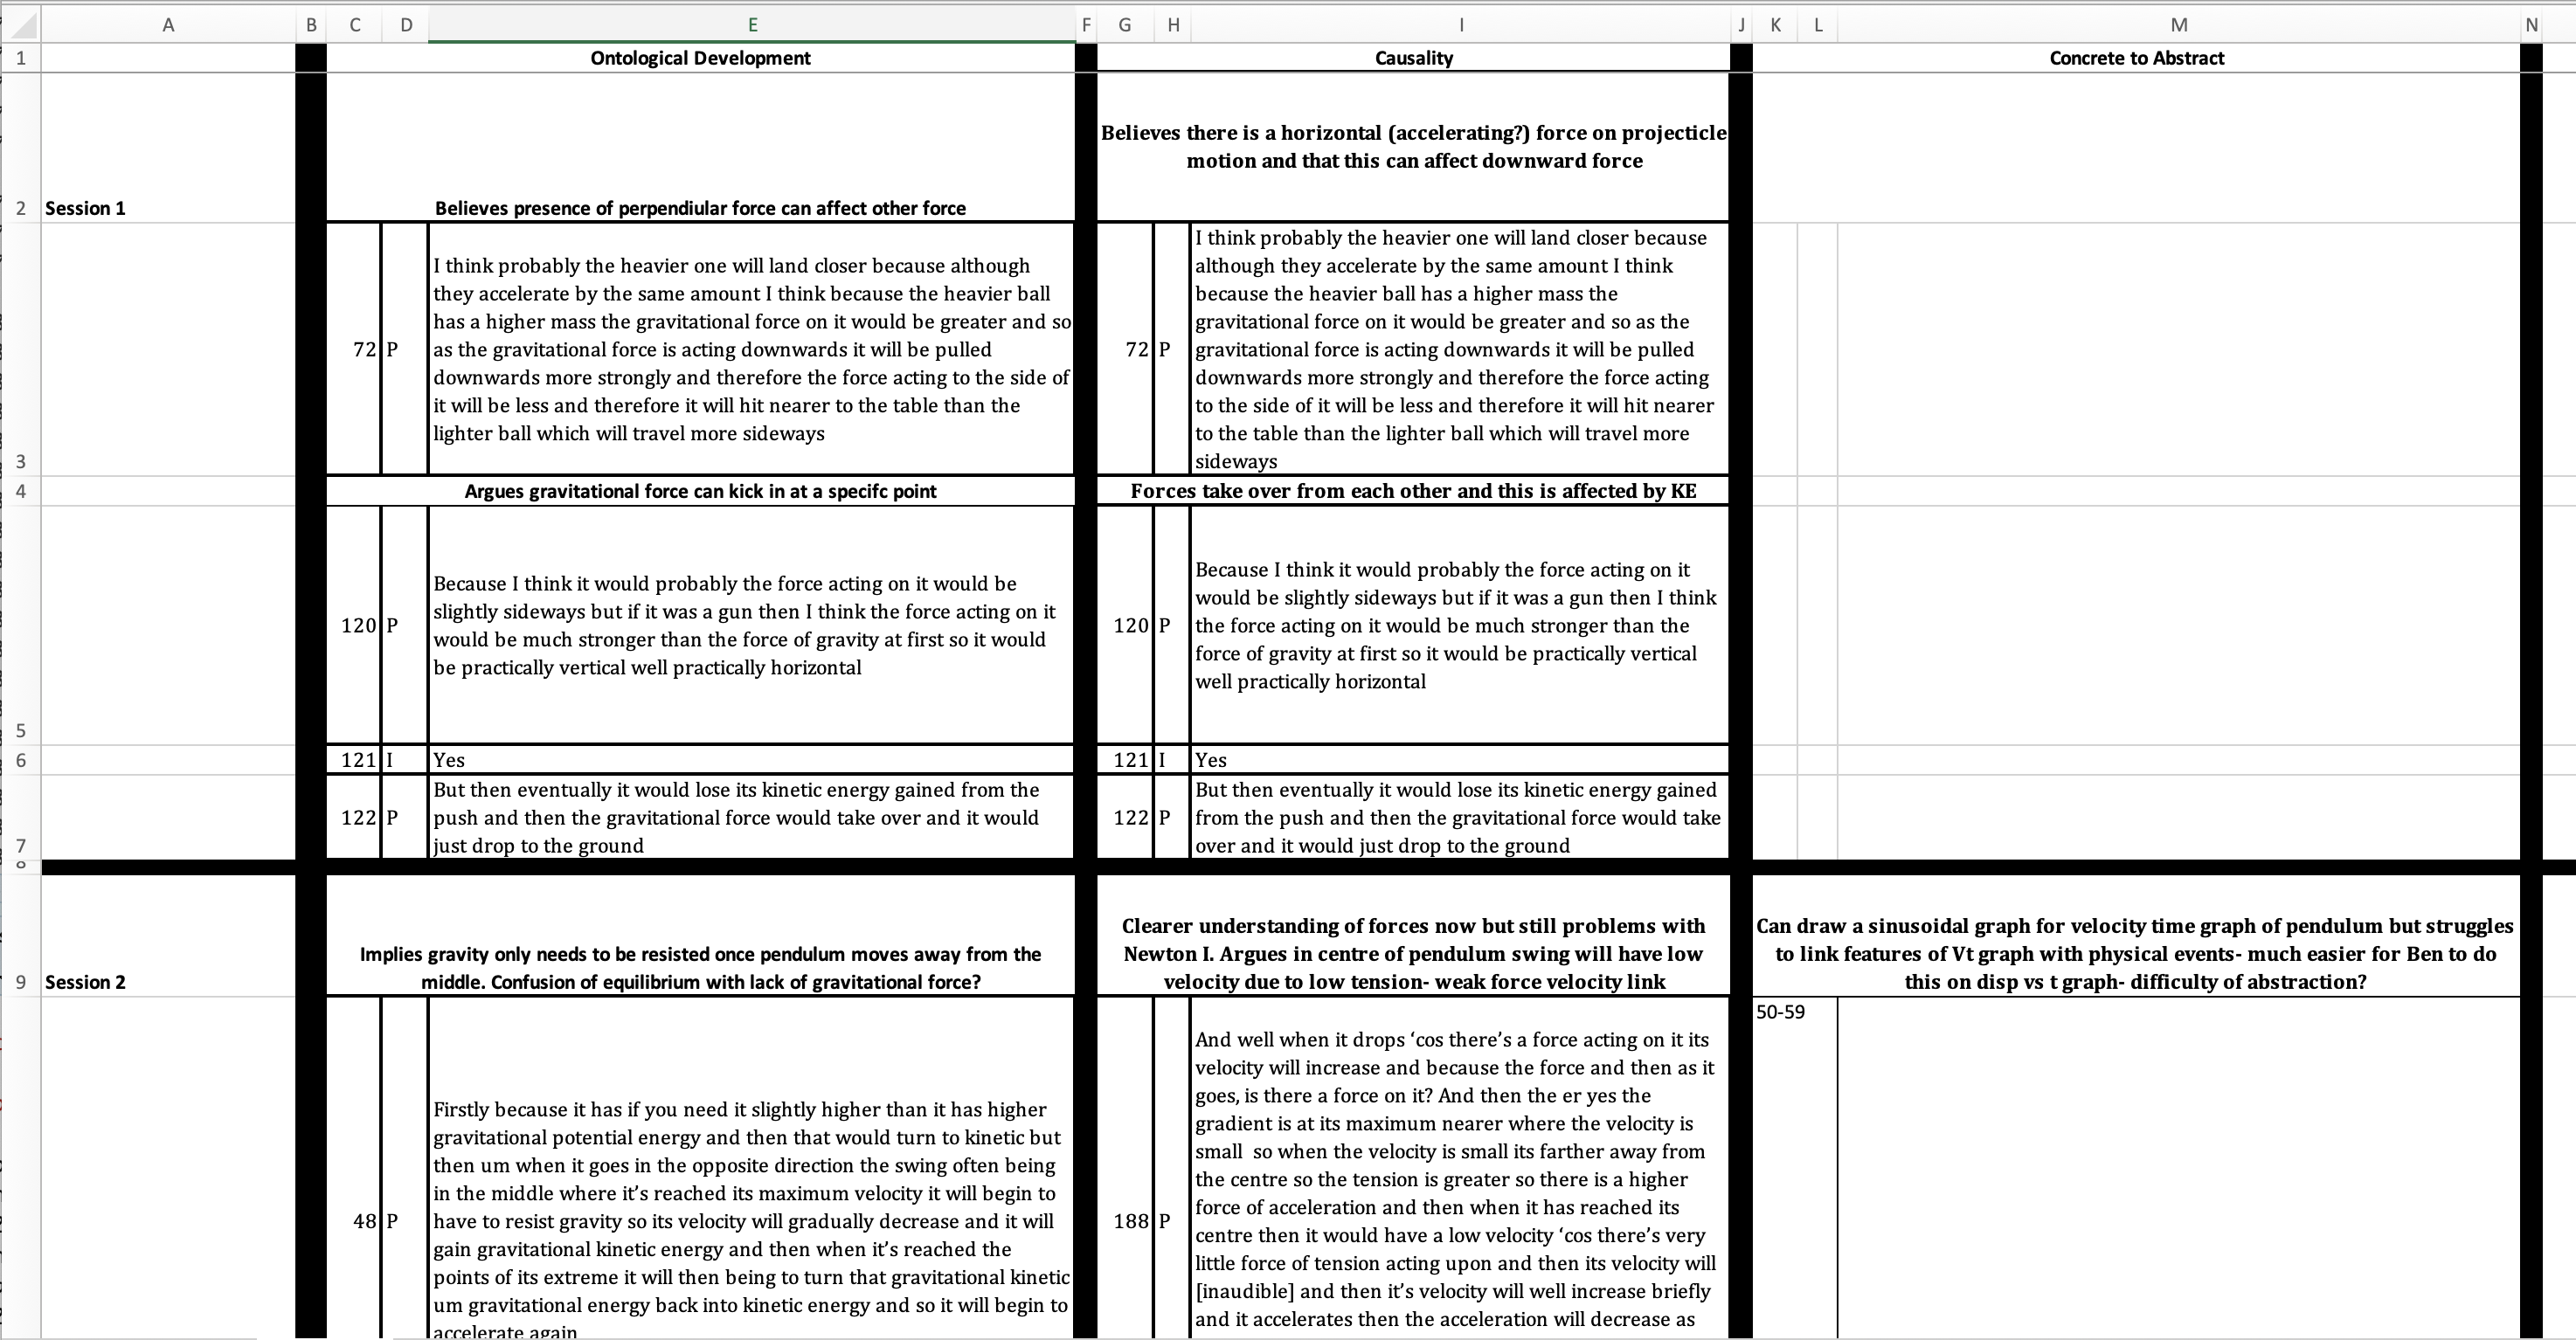 A B C D E F G H I J K L M N
1 Ontological Development Causality Concrete to Abstract
Believes there is a horizontal (accelerating?) force on projecticle
motion and that this can affect downward force
2 Session 1 Believes presence of perpendiular force can affect other force
72 P
I think probably the heavier one will land closer because although
they accelerate by the same amount I think because the heavier ball
has a higher mass the gravitational force on it would be greater and so
as the gravitational force is acting downwards it will be pulled
downwards more strongly and therefore the force acting to the side of
it will be less and therefore it will hit nearer to the table than the
lighter ball which will travel more sideways
72 P
I think probably the heavier one will land closer because
although they accelerate by the same amount I think
because the heavier ball has a higher mass the
gravitational force on it would be greater and so as the
gravitational force is acting downwards it will be pulled
downwards more strongly and therefore the force acting
to the side of it will be less and therefore it will hit nearer
to the table than the lighter ball which will travel more
sideways
3
4 Argues gravitational force can kick in at a specifc point Forces take over from each other and this is affected by KE
120 P
Because I think it would probably the force acting on it would be
slightly sideways but if it was a gun then I think the force acting on it
would be much stronger than the force of gravity at first so it would
be practically vertical well practically horizontal
120 P
Because I think it would probably the force acting on it
would be slightly sideways but if it was a gun then I think
the force acting on it would be much stronger than the
force of gravity at first so it would be practically vertical
well practically horizontal
5
6 121 I Yes 121 I Yes
122 P
But then eventually it would lose its kinetic energy gained from the
push and then the gravitational force would take over and it would
just drop to the ground
122 P
But then eventually it would lose its kinetic energy gained
from the push and then the gravitational force would take
over and it would just drop to the ground
7
8
9 Session 2
Implies gravity only needs to be resisted once pendulum moves away from the
middle. Confusion of equilibrium with lack of gravitational force?
Clearer understanding of forces now but still problems with
Newton I. Argues in centre of pendulum swing will have low
velocity due to low tension- weak force velocity link
Can draw a sinusoidal graph for velocity time graph of pendulum but struggles
to link features of Vt graph with physical events- much easier for Ben to do
this on disp vs t graph- difficulty of abstraction?
48 P
Firstly because it has if you need it slightly higher than it has higher
gravitational potential energy and then that would turn to kinetic but
then um when it goes in the opposite direction the swing often being
in the middle where it's reached its maximum velocity it will begin to
have to resist gravity so its velocity will gradually decrease and it will
gain gravitational kinetic energy and then when it's reached the
points of its extreme it will then being to turn that gravitational kinetic
um gravitational energy back into kinetic energy and so it will begin to
accelerate again
188 P
And well when it drops ‘cos there’s a force acting on it its
velocity will increase and because the force and then as it
goes, is there a force on it? And then the er yes the
gradient is at its maximum nearer where the velocity is
small so when the velocity is small its farther away from
the centre so the tension is greater so there is a higher
force of acceleration and then when it has reached its
centre then it would have a low velocity ‘cos there’s very
little force of tension acting upon and then its velocity will
[inaudible] and then it’s velocity will well increase briefly
and it accelerates then the acceleration will decrease as
50-59